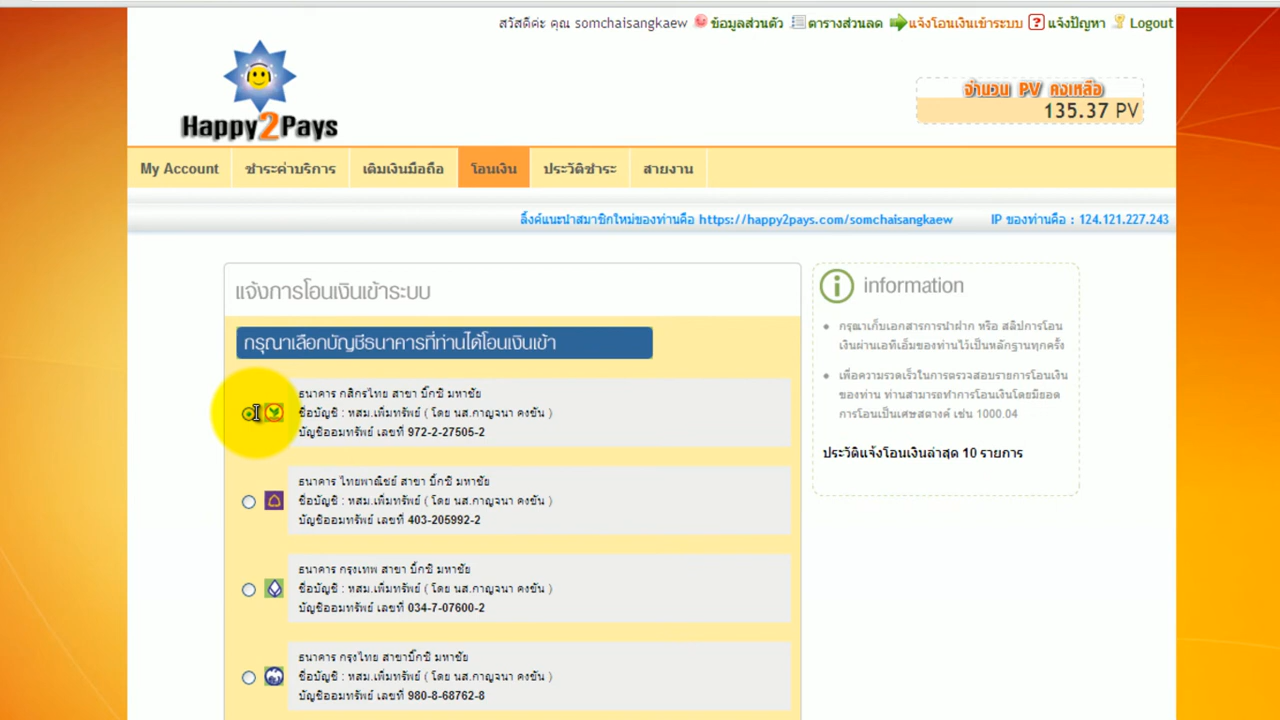 สวัสดีค่ะ คุณ somchaisangkaew ข้อมูลส่วนตัว ตารางส่วนลด แจ้งโอนเงินเข้าระบบ ? แจ้งปัญหา Logout
Happy2Pays
จำนวน PV คงเหลือ
135.37 PV
My Account ชำระค่าบริการ เติมเงินมือถือ โอนเงิน ประวัติชำระ สายงาน
ลิ้งค์แนะนำสมาชิกใหม่ของท่านคือ https://happy2pays.com/somchaisangkaew IP ของท่านคือ : 124.121.227.243
แจ้งการโอนเงินเข้าระบบ
กรุณาเลือกบัญชีธนาคารที่ท่านได้โอนเงินเข้า
ธนาคาร กสิกรไทย สาขา บิ๊กซี มหาชัย
ชื่อบัญชี : หสม.เพิ่มทรัพย์ ( โดย นส.กาญจนา คงขัน )
บัญชีออมทรัพย์ เลขที่ 972-2-27505-2
ธนาคาร ไทยพาณิชย์ สาขา บิ๊กซี มหาชัย
ชื่อบัญชี : หสม.เพิ่มทรัพย์ ( โดย นส.กาญจนา คงขัน )
บัญชีออมทรัพย์ เลขที่ 403-205992-2
ธนาคาร กรุงเทพ สาขา บิ๊กซี มหาชัย
ชื่อบัญชี : หสม.เพิ่มทรัพย์ ( โดย นส.กาญจนา คงขัน )
บัญชีออมทรัพย์ เลขที่ 034-7-07600-2
ธนาคาร กรุงไทย สาขาบิ๊กซี มหาชัย
ชื่อบัญชี : หสม.เพิ่มทรัพย์ ( โดย นส.กาญจนา คงขัน )
บัญชีออมทรัพย์ เลขที่ 980-8-68762-8
information
กรุณาเก็บเอกสารการนำฝาก หรือ สลิปการโอน
เงินผ่านเอทีเอ็มของท่านไว้เป็นหลักฐานทุกครั้ง
เพื่อความรวดเร็วในการตรวจสอบรายการโอนเงิน
ของท่าน ท่านสามารถทำการโอนเงินโดยมียอด
การโอนเป็นเศษสตางค์ เช่น 1000.04
ประวัติแจ้งโอนเงินล่าสุด 10 รายการ